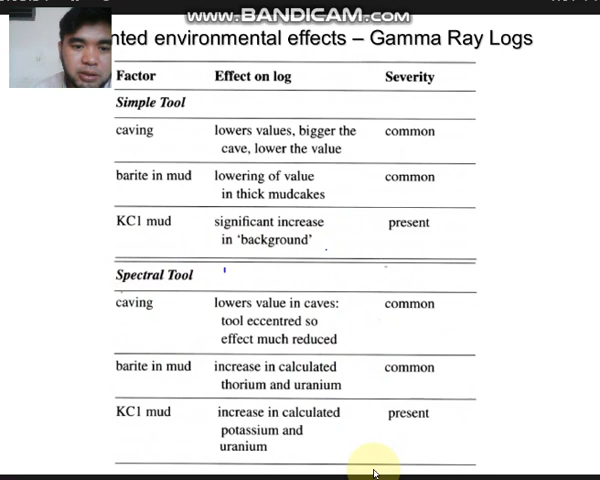 www.BANDICAM.com
nted environmental effects – Gamma Ray Logs
Factor Effect on log Severity
Simple Tool
caving lowers values, bigger the common
cave, lower the value
barite in mud lowering of value common
in thick mudcakes
KCl mud significant increase present
in ‘background’
Spectral Tool
caving lowers value in caves: common
tool eccentred so
effect much reduced
barite in mud increase in calculated common
thorium and uranium
KCl mud increase in calculated present
potassium and
uranium